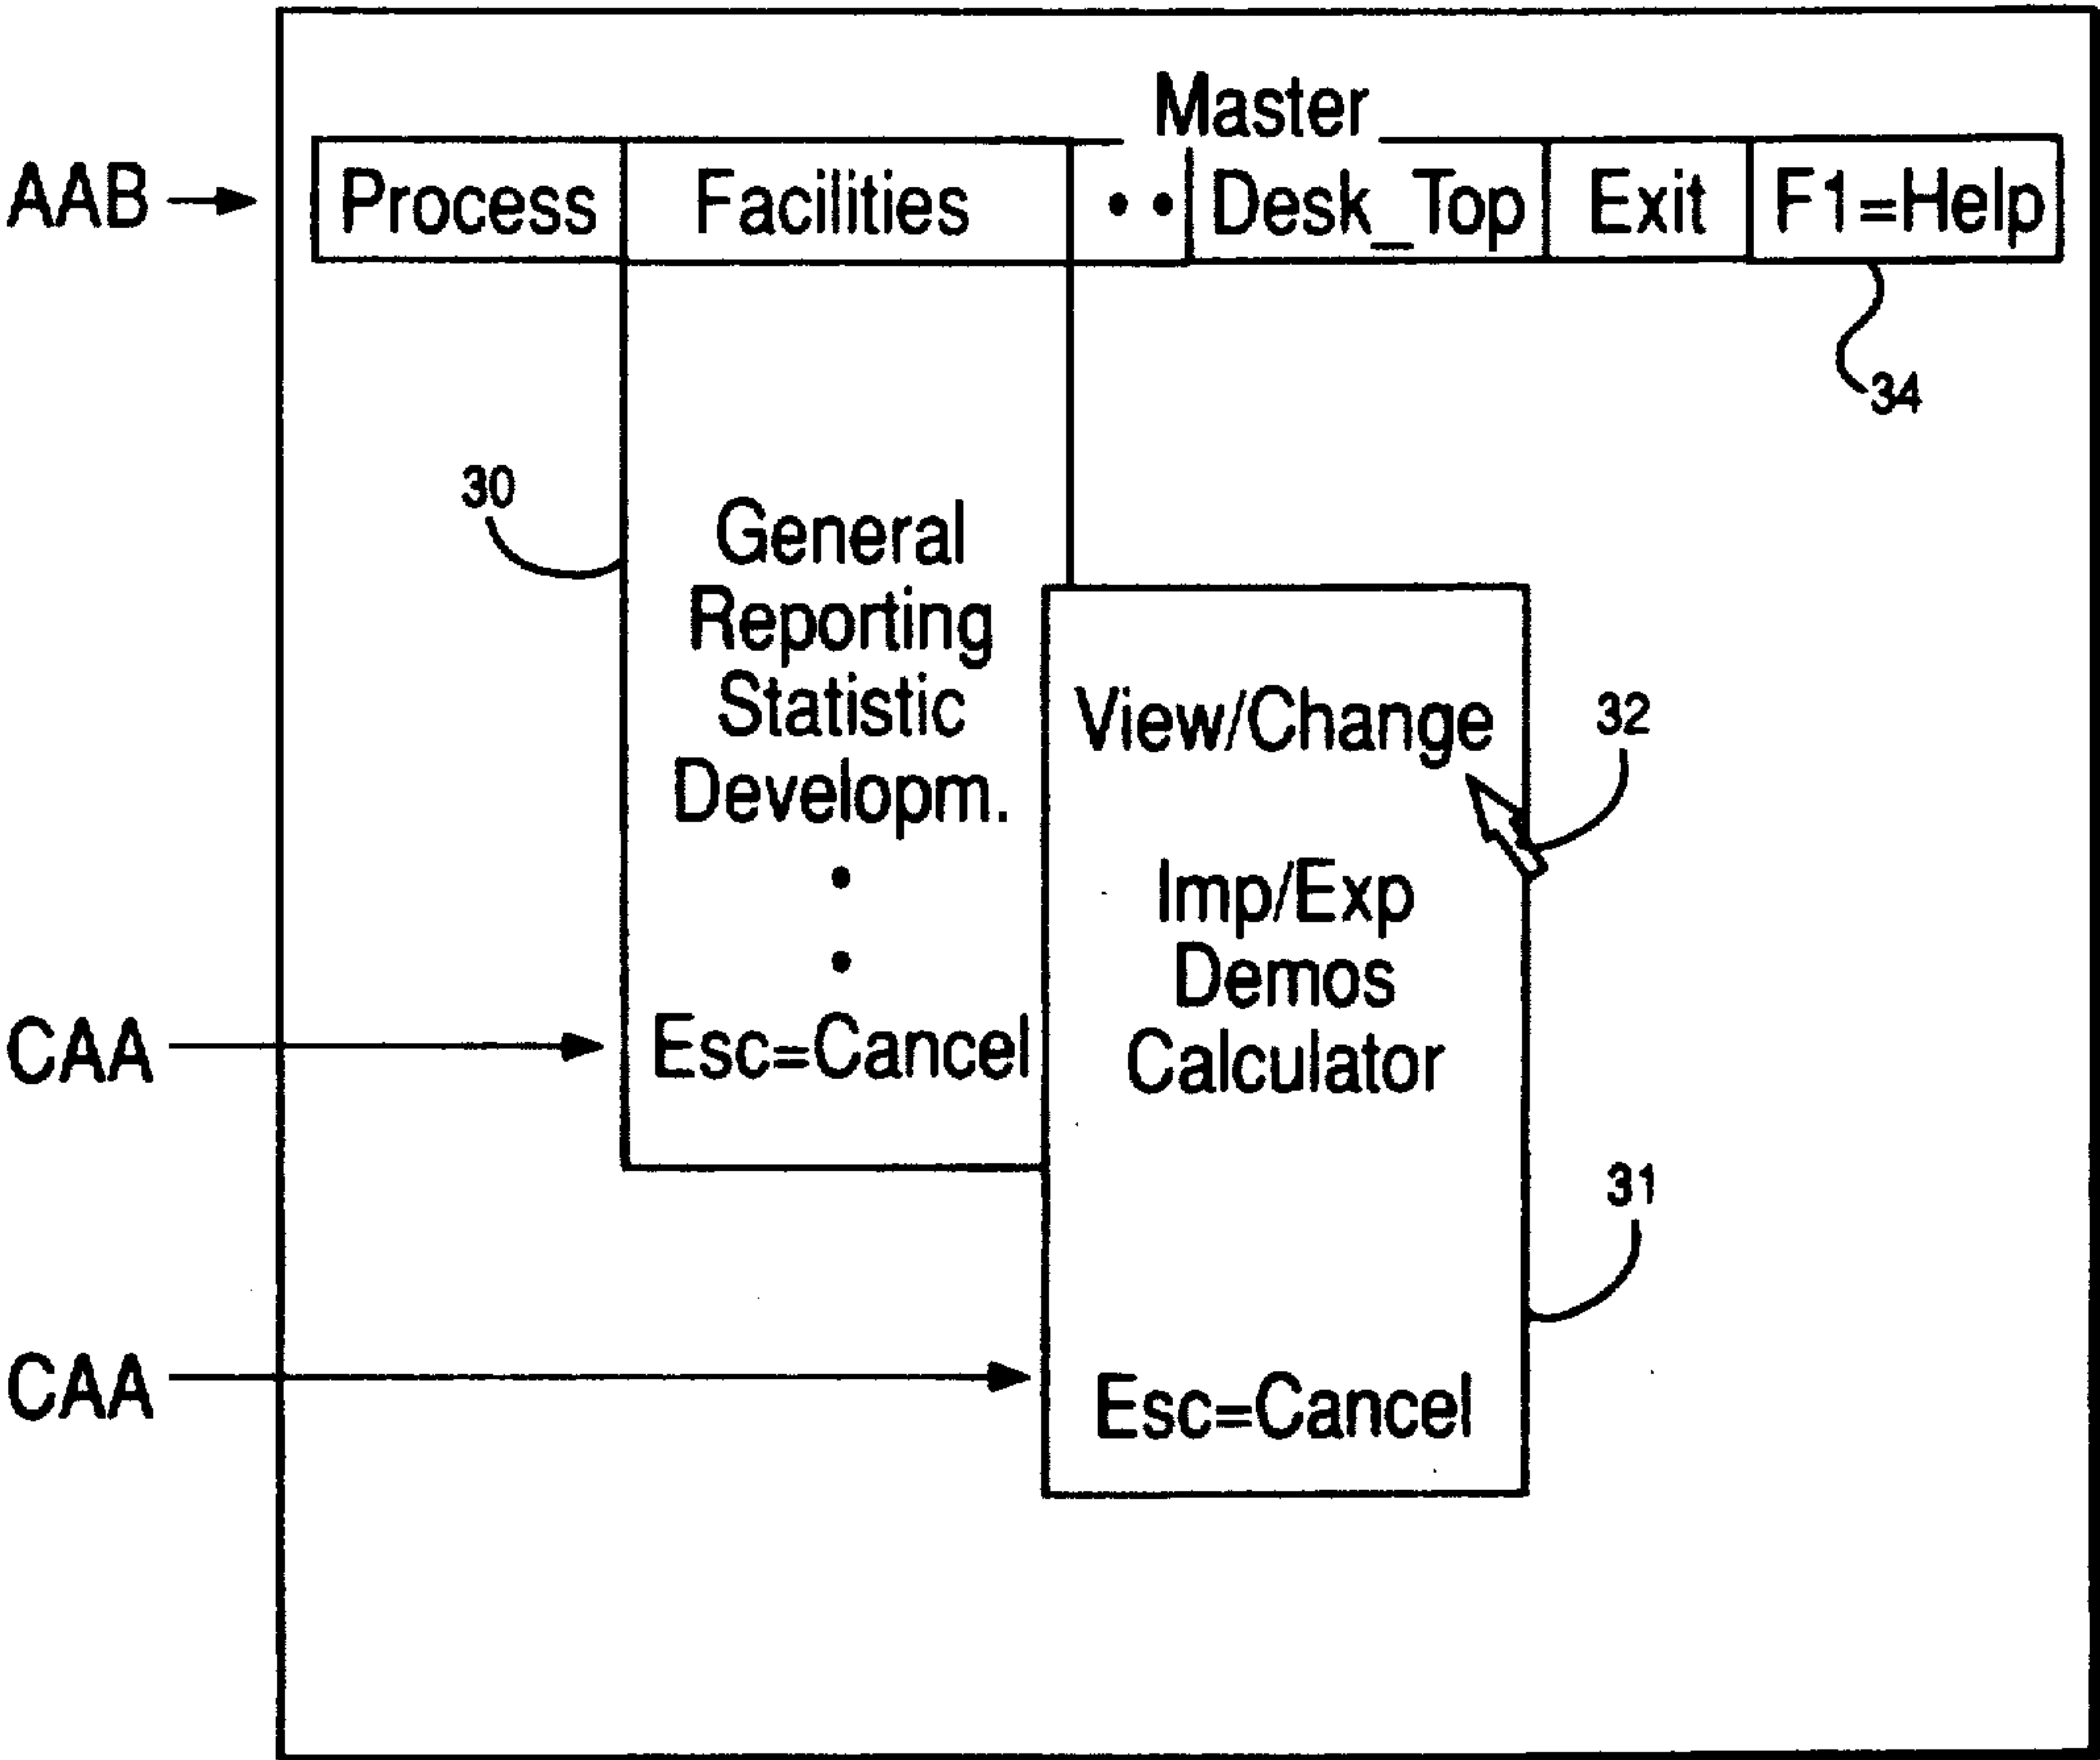 Master
AAB
Process Facilities •• Desk_Top Exit F1=Help
34
30
General
Reporting
Statistic
Developm.
•
•
Esc=Cancel
CAA
View/Change
32
Imp/Exp
Demos
Calculator
31
CAA
Esc=Cancel